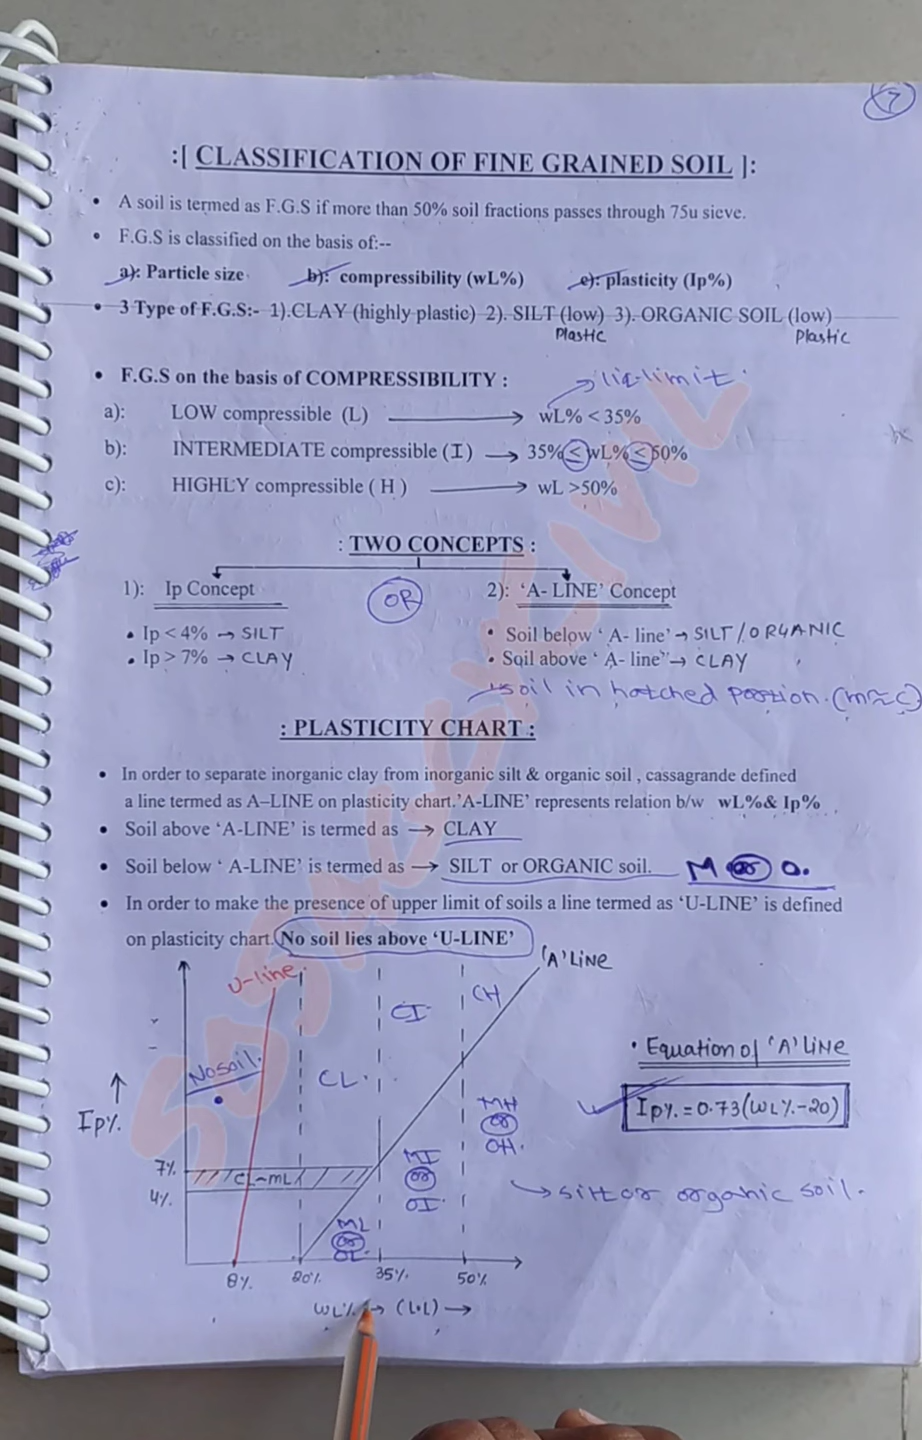 7
:[ CLASSIFICATION OF FINE GRAINED SOIL ]:
• A soil is termed as F.G.S if more than 50% soil fractions passes through 75u sieve.
• F.G.S is classified on the basis of:--
a): Particle size b): compressibility (wL%) c): plasticity (Ip%)
• 3 Type of F.G.S:- 1).CLAY (highly plastic) 2). SILT (low) 3). ORGANIC SOIL (low)
Plastic Plastic
• F.G.S on the basis of COMPRESSIBILITY :
liq-limit.
a): LOW compressible (L) → wL% < 35%
b): INTERMEDIATE compressible (I) → 35% ≤ wL% ≤ 50%
c): HIGHLY compressible ( H ) → wL >50%
: TWO CONCEPTS :
1): Ip Concept OR 2): 'A- LINE' Concept
• Ip < 4% → SILT • Soil below ' A- line' → SILT/ORGANIC
• Ip > 7% → CLAY • Soil above ' A- line" → CLAY
soil in hatched portion. (m≈c)
: PLASTICITY CHART :
• In order to separate inorganic clay from inorganic silt & organic soil , cassagrande defined
a line termed as A–LINE on plasticity chart.'A-LINE' represents relation b/w wL%& Ip%
• Soil above 'A-LINE' is termed as → CLAY
• Soil below ' A-LINE' is termed as → SILT or ORGANIC soil. M or O.
• In order to make the presence of upper limit of soils a line termed as 'U-LINE' is defined
on plasticity chart. No soil lies above 'U-LINE'
'A' LINE
U-line
CH
CI
• Equation of 'A' LINE
No soil.
CL.
Ip%. = 0.73(WL%-20)
MH
or
OH.
Ip%.
MI
or
OI
7%.
CL-ML
→ silt or organic soil.
4%.
ML
or
OL.
8%. 20%. 35%. 50%.
WL% → (L.L) →
SSAGYCIVIL